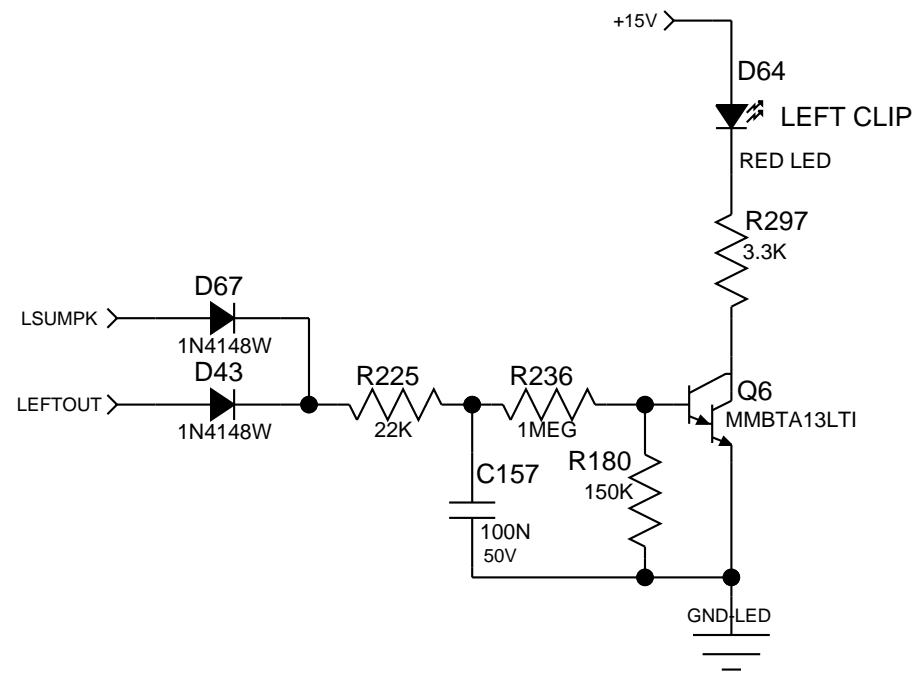 +15V
D64
LEFT CLIP
RED LED
R297
3.3K
D67
LSUMPK
1N4148W
D43
LEFTOUT
1N4148W
R225
22K
R236
1MEG
Q6
MMBTA13LTI
R180
150K
C157
100N
50V
GND-LED